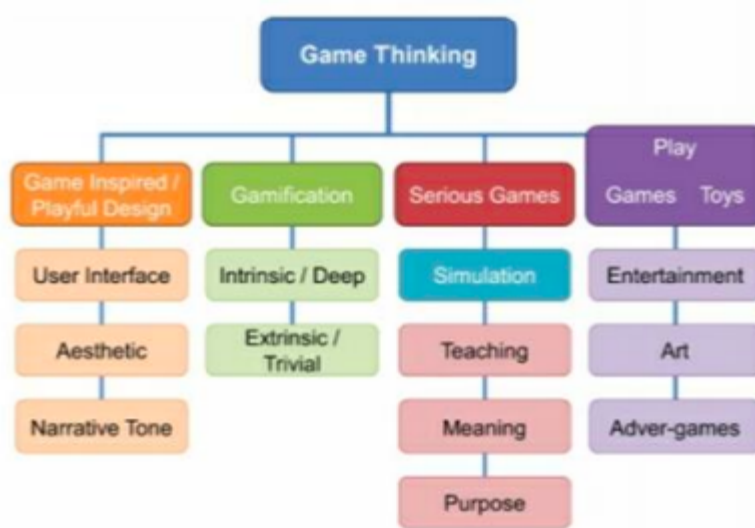 Game Thinking
Game Inspired /
Playful Design
User Interface
Aesthetic
Narrative Tone
Gamification
Intrinsic / Deep
Extrinsic /
Trivial
Serious Games
Simulation
Teaching
Meaning
Purpose
Play
Games Toys
Entertainment
Art
Adver-games